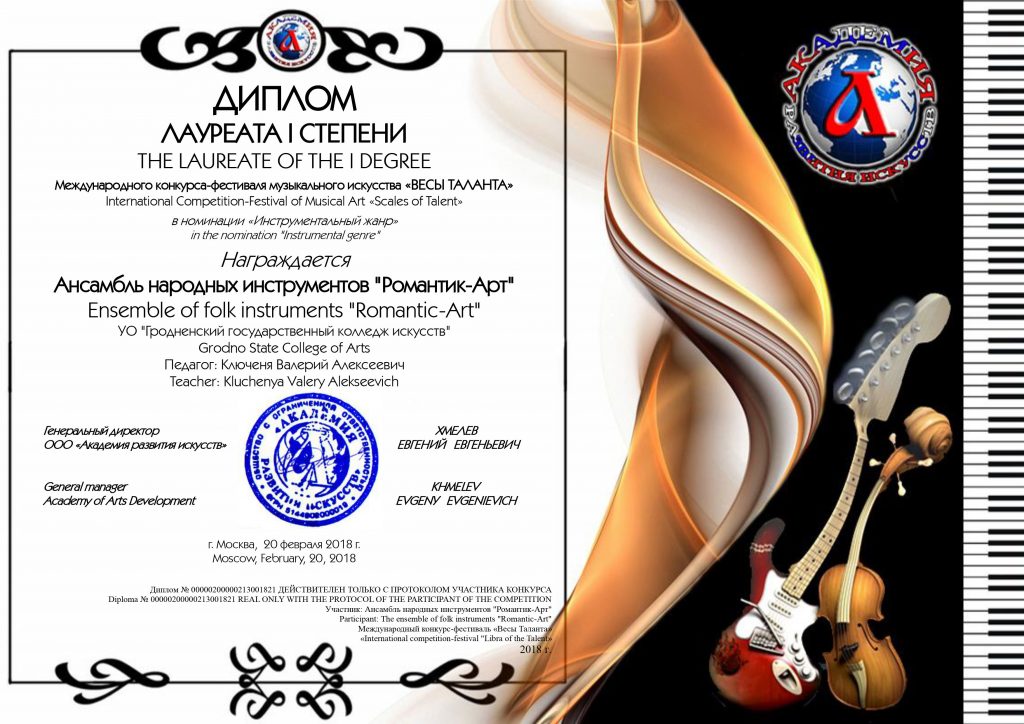 АКАДЕМИЯ
РАЗВИТИЯ ИСКУССТВ
ДИПЛОМ
ЛАУРЕАТА I СТЕПЕНИ
THE LAUREATE OF THE I DEGREE
Международного конкурса-фестиваля музыкального искусства «ВЕСЫ ТАЛАНТА»
International Competition-Festival of Musical Art «Scales of Talent»
в номинации «Инструментальный жанр»
in the nomination "Instrumental genre"
Награждается
Ансамбль народных инструментов "Романтик-Арт"
Ensemble of folk instruments "Romantic-Art"
УО "Гродненский государственный колледж искусств"
Grodno State College of Arts
Педагог: Ключеня Валерий Алексеевич
Teacher: Kluchenya Valery Alekseevich
Генеральный директор
ООО «Академия развития искусств»
ХМЕЛЕВ
ЕВГЕНИЙ ЕВГЕНЬЕВИЧ
General manager
Academy of Arts Development
KHMELEV
EVGENY EVGENIEVICH
ОБЩЕСТВО С ОГРАНИЧЕННОЙ ОТВЕТСТВЕННОСТЬЮ
"АКАДЕМИЯ
РАЗВИТИЯ ИСКУССТВ"
г. Москва, 20 февраля 2018 г.
Moscow, February, 20, 2018
Диплом № 00000200000213001821 ДЕЙСТВИТЕЛЕН ТОЛЬКО С ПРОТОКОЛОМ УЧАСТНИКА КОНКУРСА
Diploma № 00000200000213001821 REAL ONLY WITH THE PROTOCOL OF THE PARTICIPANT OF THE COMPETITION
Участник: Ансамбль народных инструментов "Романтик-Арт"
Participant: The ensemble of folk instruments "Romantic-Art"
Международный конкурс-фестиваль «Весы Таланта»
«International competition-festival "Libra of the Talent»
2018 г.
АКАДЕМИЯ
РАЗВИТИЯ ИСКУССТВ